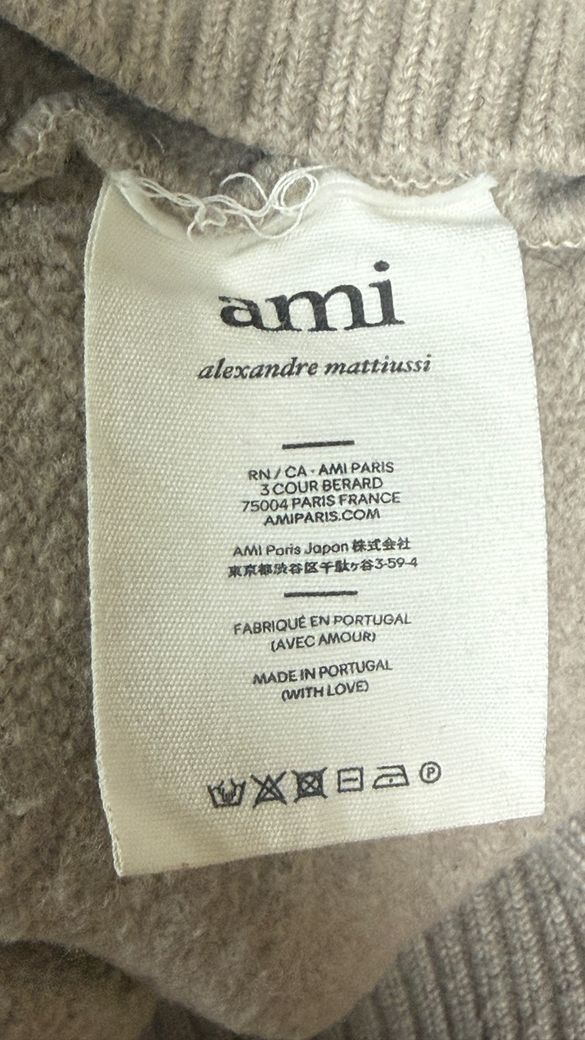 ami
alexandre mattiussi
RN / CA - AMI PARIS
3 COUR BERARD
75004 PARIS FRANCE
AMIPARIS.COM
AMI Paris Japan 株式会社
東京都渋谷区千駄ヶ谷3-59-4
FABRIQUÉ EN PORTUGAL
(AVEC AMOUR)
MADE IN PORTUGAL
(WITH LOVE)
P